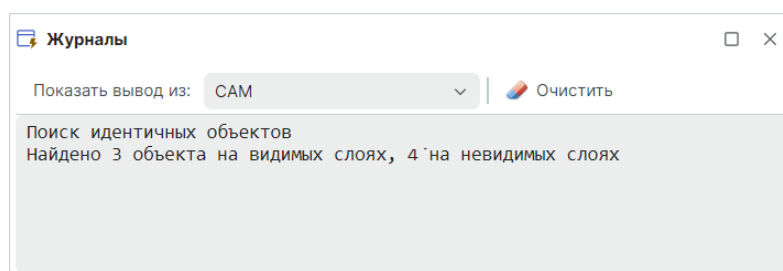 Журналы
Показать вывод из: CAM Очистить
Поиск идентичных объектов
Найдено 3 объекта на видимых слоях, 4 на невидимых слоях